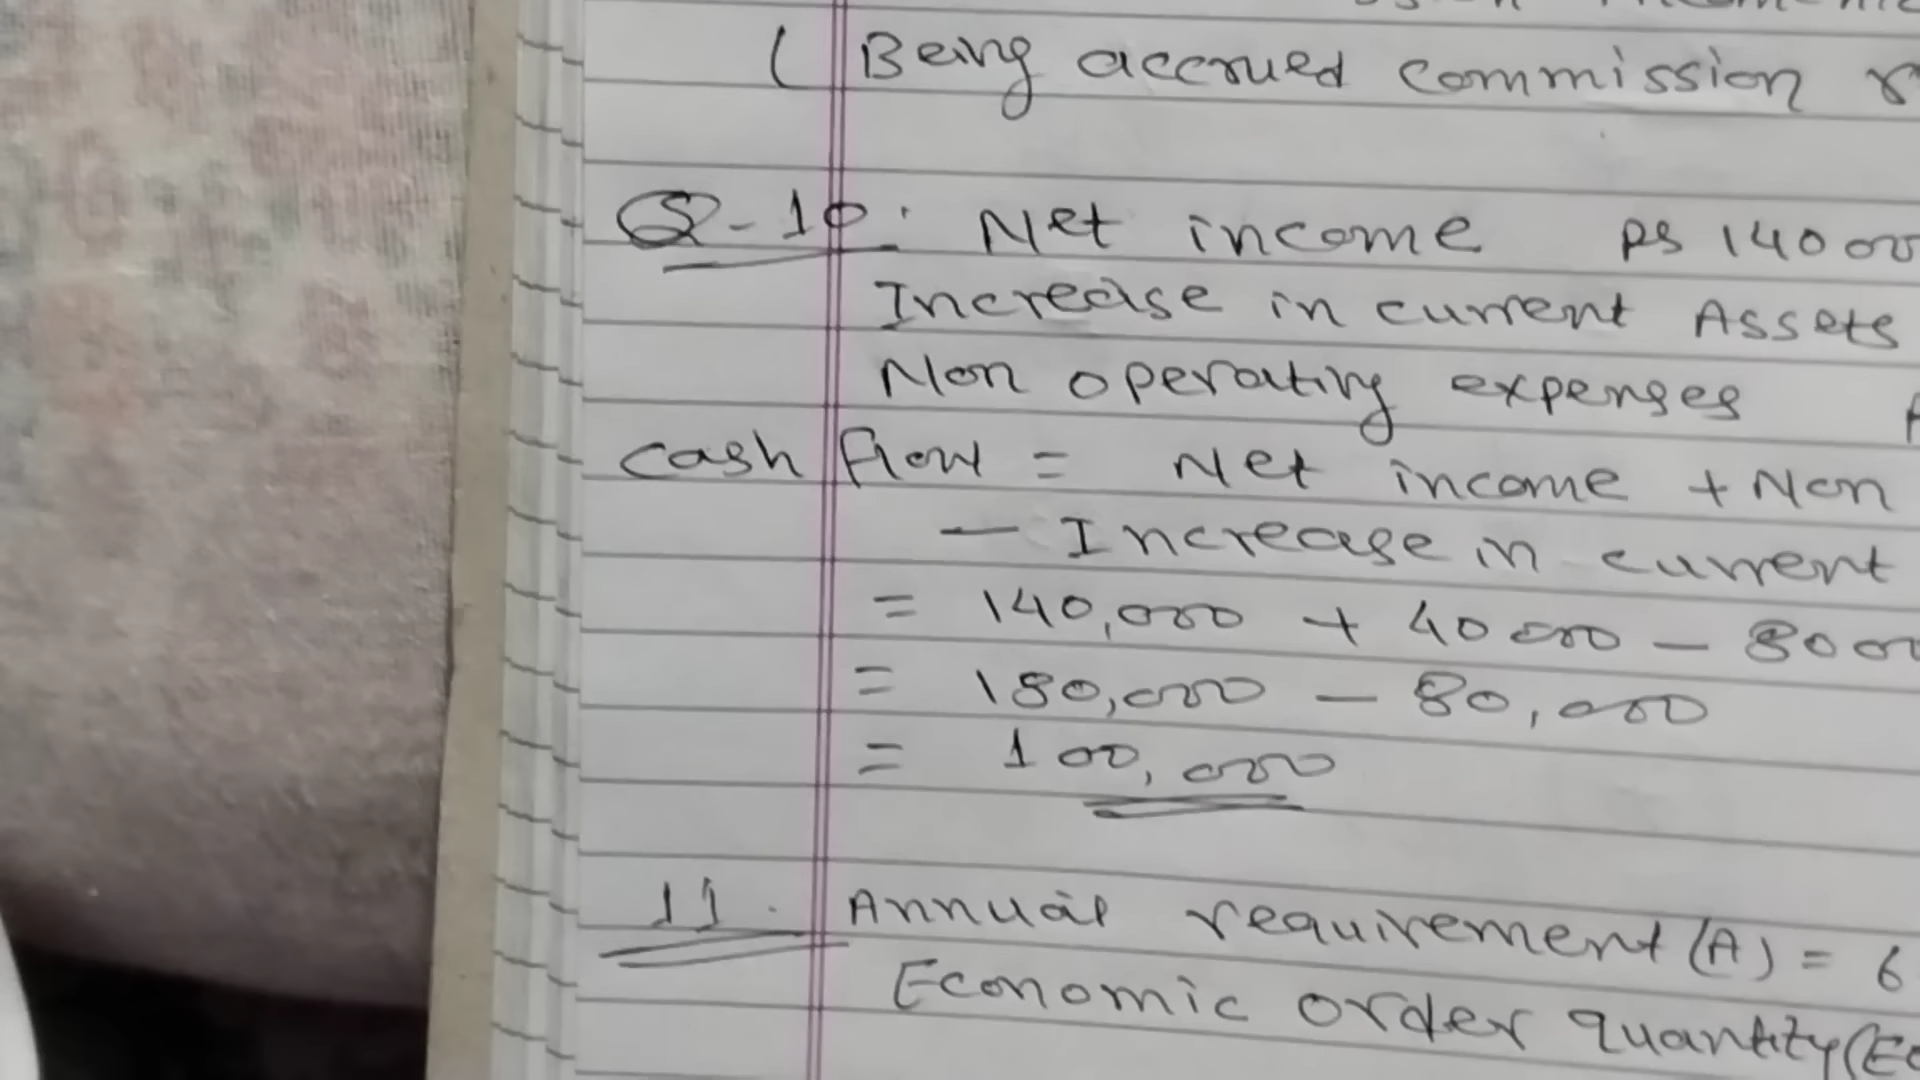 ( Being accrued commission
Q-10. Net income Rs 14000
Increase in current Assets
Non operating expenses
Cash flow = Net income + Non
- Increase in current
= 140,000 + 40000 - 8000
= 180,000 - 80,000
= 100,000
11. Annual requirement (A) = 6
Economic order quantity (E